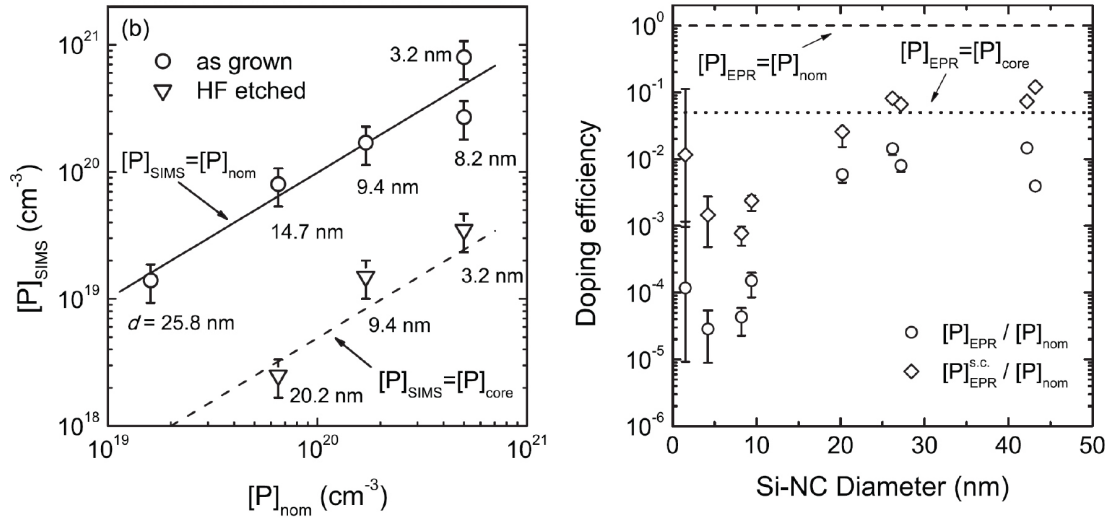 (b)
as grown
HF etched
3.2 nm
8.2 nm
[P]SIMS=[P]nom
9.4 nm
14.7 nm
d = 25.8 nm
3.2 nm
9.4 nm
20.2 nm
[P]SIMS=[P]core
10^21
10^20
10^19
10^18
[P]SIMS (cm^-3)
10^19
10^20
10^21
[P]nom (cm^-3)
[P]EPR=[P]nom
[P]EPR=[P]core
[P]EPR / [P]nom
[P]EPR^s.c. / [P]nom
10^0
10^-1
10^-2
10^-3
10^-4
10^-5
10^-6
Doping efficiency
0
10
20
30
40
50
Si-NC Diameter (nm)